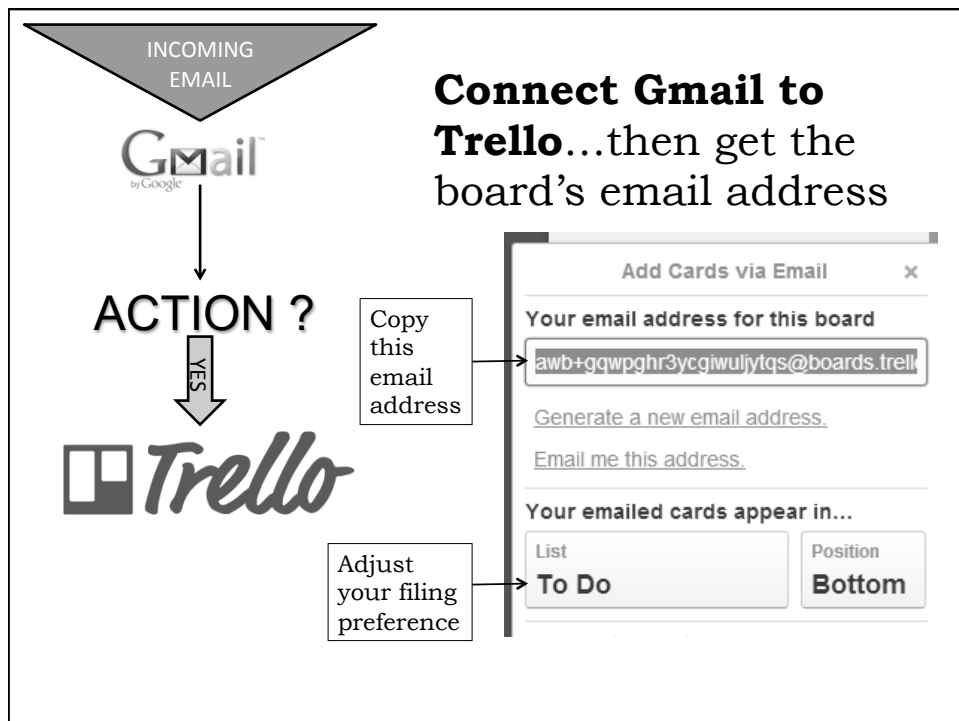 INCOMING
EMAIL
Gmail™
by Google
ACTION ?
YES
Trello
Connect Gmail to
Trello…then get the
board’s email address
Copy
this
email
address
Adjust
your filing
preference
Add Cards via Email ×
Your email address for this board
awb+gqwpghr3ycgiwuljytqs@boards.trell
Generate a new email address.
Email me this address.
Your emailed cards appear in...
List
To Do
Position
Bottom